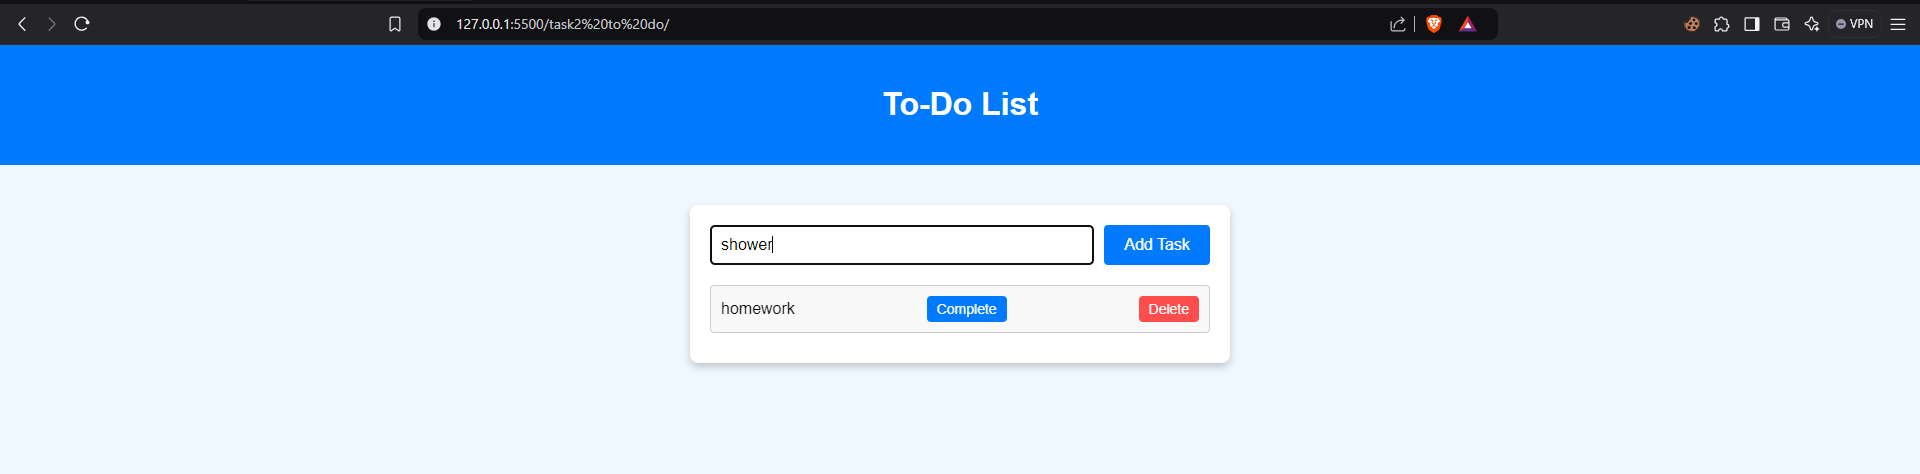 127.0.0.1:5500/task2%20to%20do/
VPN
To-Do List
shower
Add Task
homework
Complete
Delete